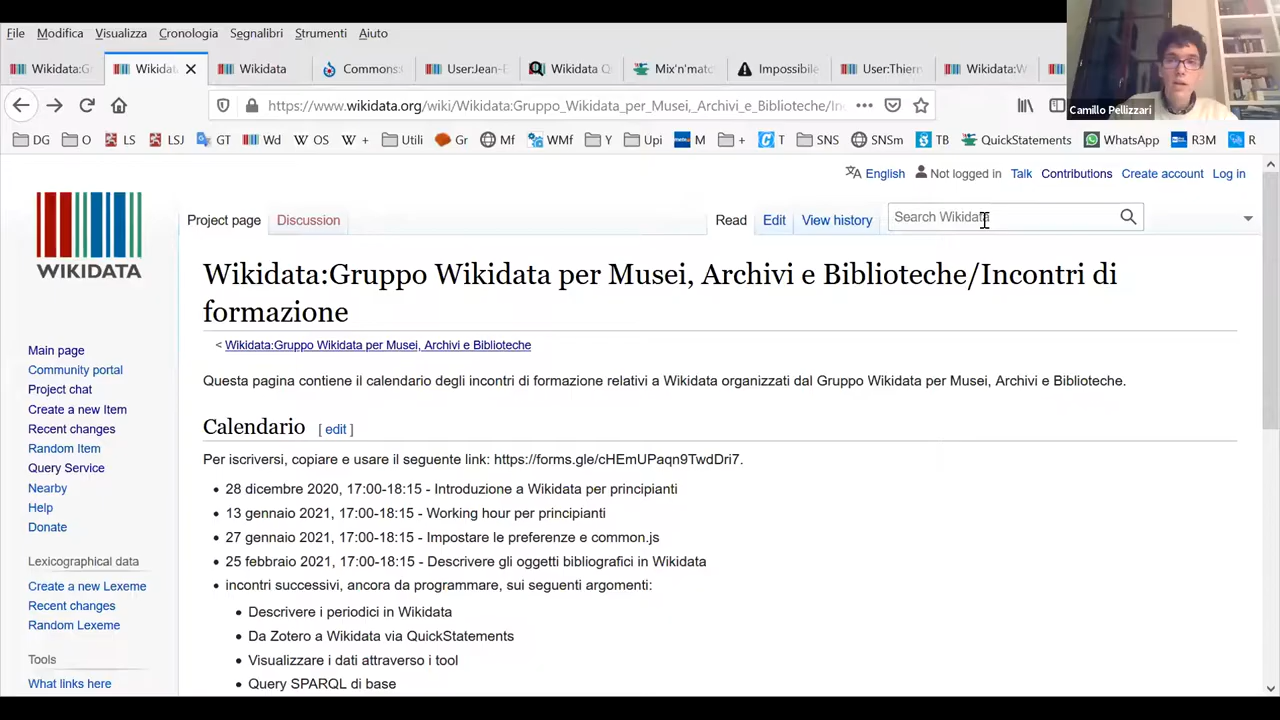 File Modifica Visualizza Cronologia Segnalibri Strumenti Aiuto
Wikidata:G Wikidat Wikidata Commons: User:Jean-E Wikidata Q Mix'n'matc Impossibile User:Thierr Wikidata:W
https://www.wikidata.org/wiki/Wikidata:Gruppo_Wikidata_per_Musei,_Archivi_e_Biblioteche/In
Camillo Pellizzari
DG O LS LSJ GT Wd OS + Utili Gr Mf WMf Y Upi M + T SNS SNSm TB QuickStatements WhatsApp R3M R
English Not logged in Talk Contributions Create account Log in
WIKIDATA
Project page Discussion Read Edit View history Search Wikidata
Wikidata:Gruppo Wikidata per Musei, Archivi e Biblioteche/Incontri di
formazione
< Wikidata:Gruppo Wikidata per Musei, Archivi e Biblioteche
Questa pagina contiene il calendario degli incontri di formazione relativi a Wikidata organizzati dal Gruppo Wikidata per Musei, Archivi e Biblioteche.
Calendario [ edit ]
Per iscriversi, copiare e usare il seguente link: https://forms.gle/cHEmUPaqn9TwdDri7.
• 28 dicembre 2020, 17:00-18:15 - Introduzione a Wikidata per principianti
• 13 gennaio 2021, 17:00-18:15 - Working hour per principianti
• 27 gennaio 2021, 17:00-18:15 - Impostare le preferenze e common.js
• 25 febbraio 2021, 17:00-18:15 - Descrivere gli oggetti bibliografici in Wikidata
• incontri successivi, ancora da programmare, sui seguenti argomenti:
• Descrivere i periodici in Wikidata
• Da Zotero a Wikidata via QuickStatements
• Visualizzare i dati attraverso i tool
• Query SPARQL di base
Main page
Community portal
Project chat
Create a new Item
Recent changes
Random Item
Query Service
Nearby
Help
Donate
Lexicographical data
Create a new Lexeme
Recent changes
Random Lexeme
Tools
What links here